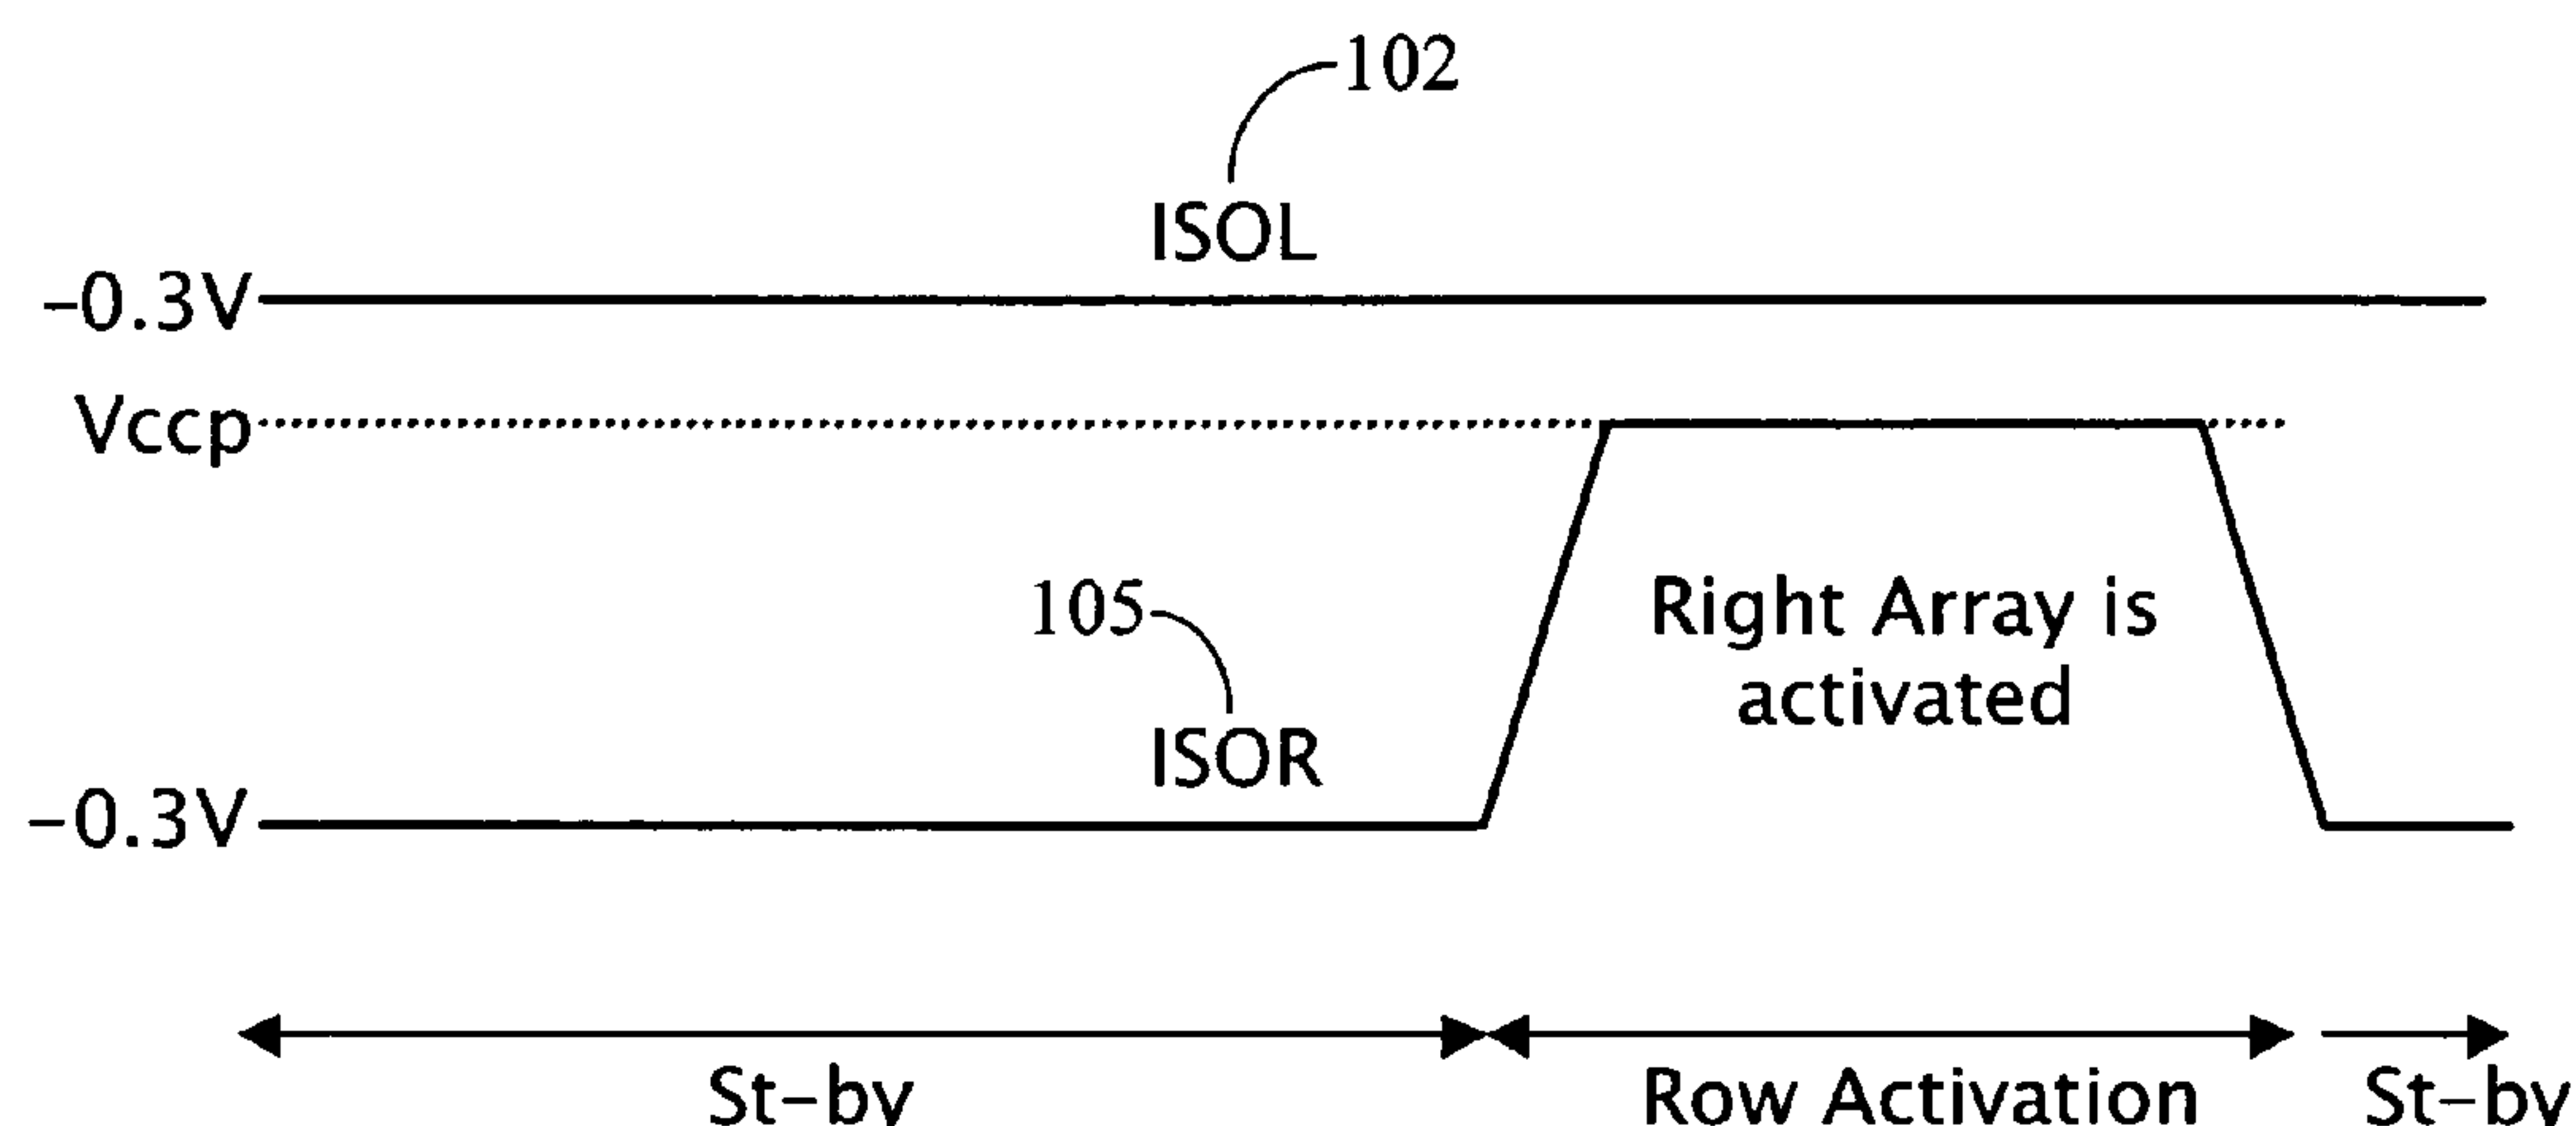 102
ISOL
-0.3V
Vccp
105
Right Array is
activated
ISOR
-0.3V
St-by
Row Activation
St-by